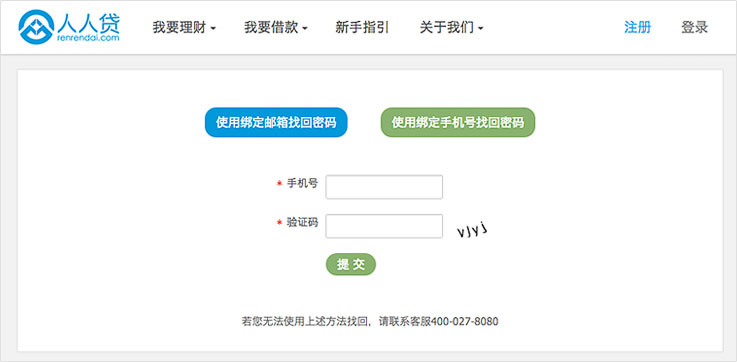 人人贷
renrendai.com
我要理财 我要借款 新手指引 关于我们 注册 登录
使用绑定邮箱找回密码 使用绑定手机号找回密码
* 手机号
* 验证码 vJyj
提 交
若您无法使用上述方法找回，请联系客服400-027-8080